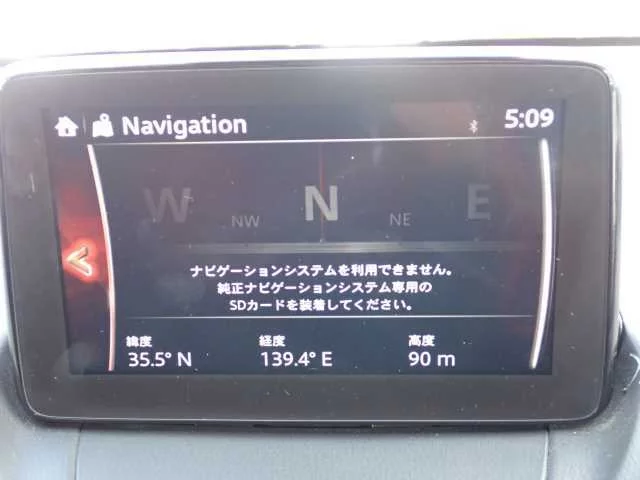 Navigation 5:09
W NW N NE E
ナビゲーションシステムを利用できません。
純正ナビゲーションシステム専用の
SDカードを装着してください。
緯度 経度 高度
35.5° N 139.4° E 90 m